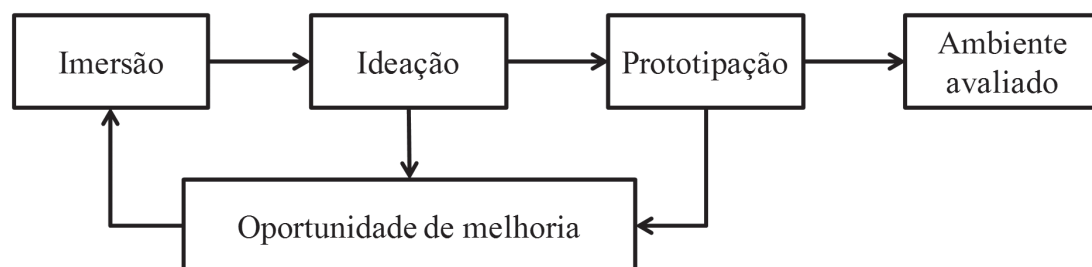 Imersão
Ideação
Prototipação
Ambiente
avaliado
Oportunidade de melhoria